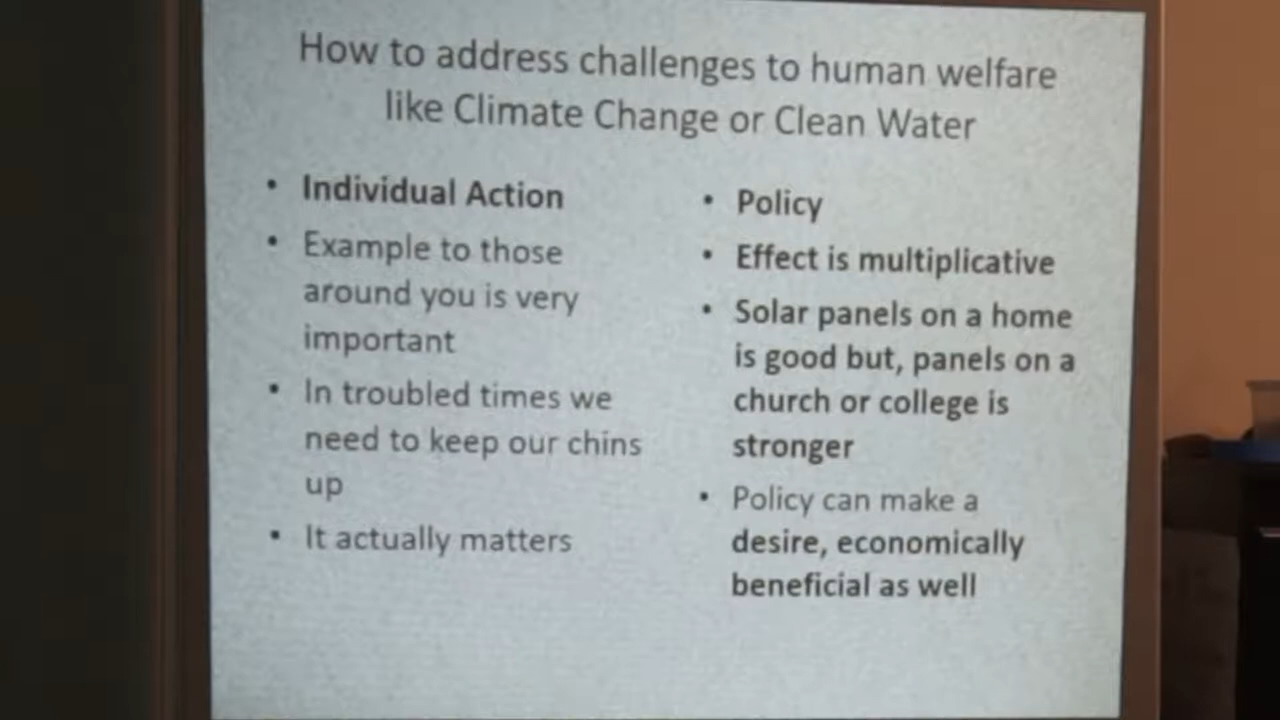 How to address challenges to human welfare
like Climate Change or Clean Water
• Individual Action
• Example to those
around you is very
important
• In troubled times we
need to keep our chins
up
• It actually matters
• Policy
• Effect is multiplicative
• Solar panels on a home
is good but, panels on a
church or college is
stronger
• Policy can make a
desire, economically
beneficial as well